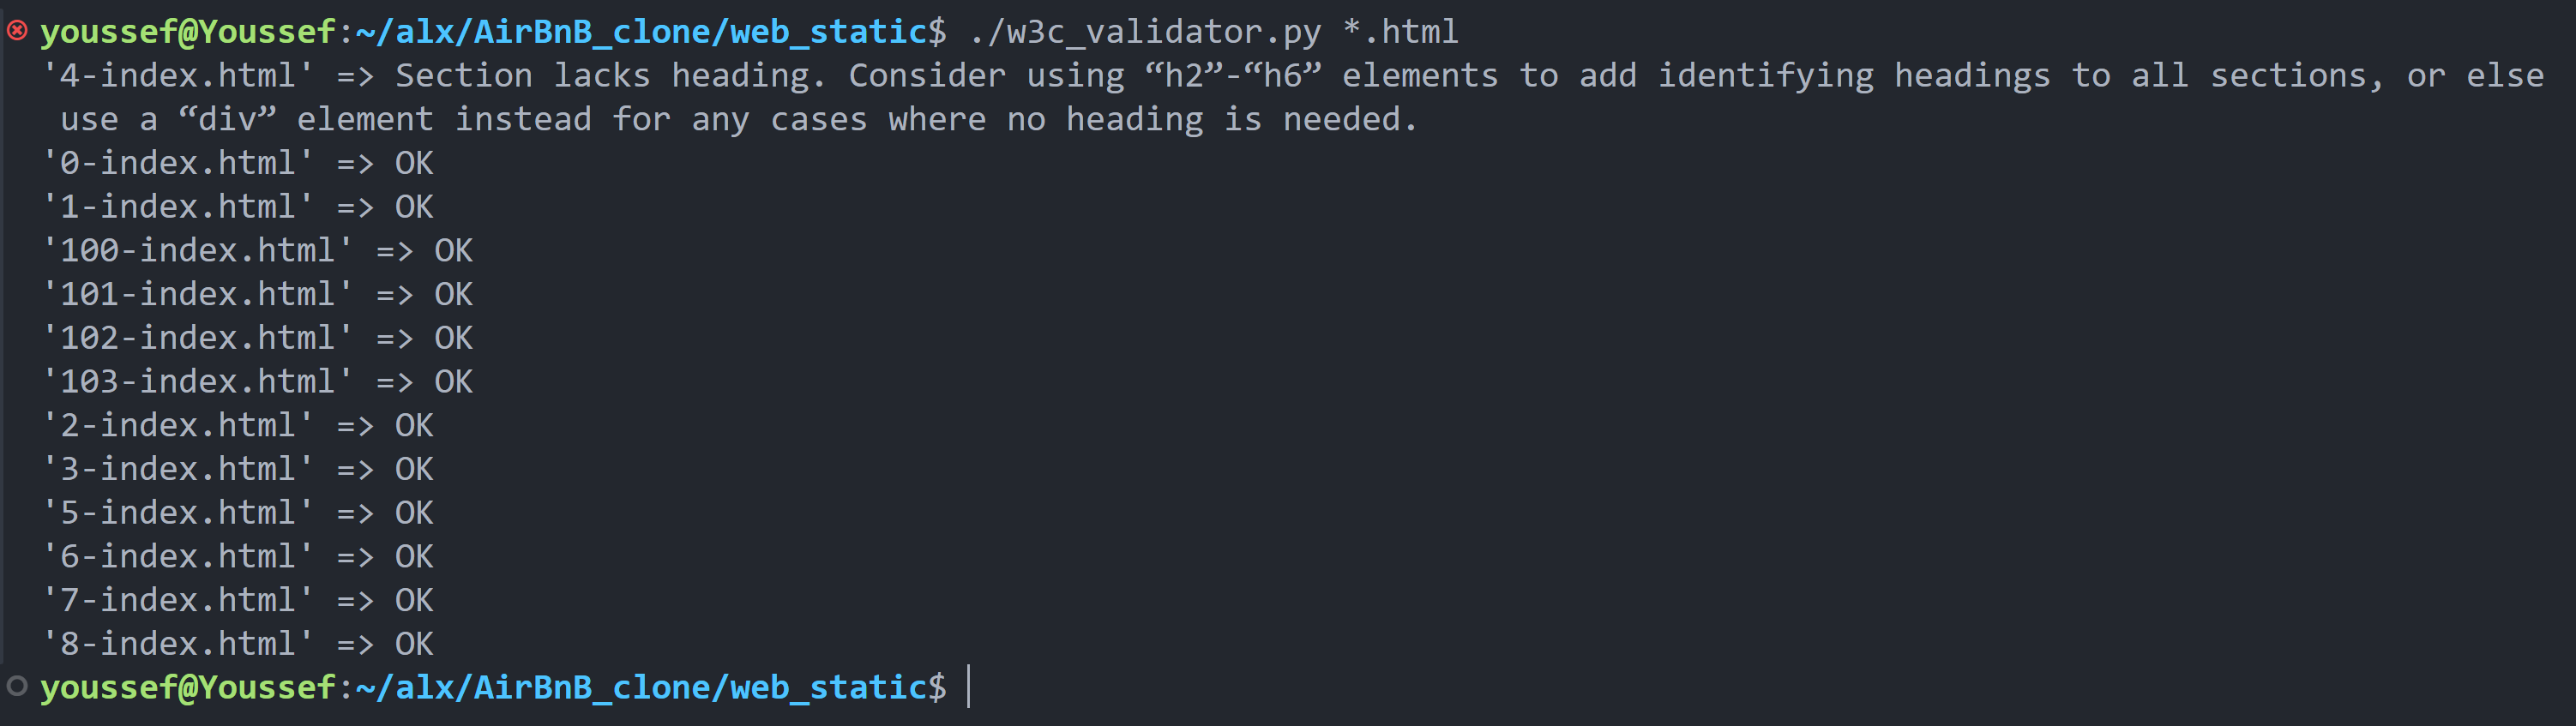 youssef@Youssef:~/alx/AirBnB_clone/web_static$ ./w3c_validator.py *.html
'4-index.html' => Section lacks heading. Consider using “h2”-“h6” elements to add identifying headings to all sections, or else
use a “div” element instead for any cases where no heading is needed.
'0-index.html' => OK
'1-index.html' => OK
'100-index.html' => OK
'101-index.html' => OK
'102-index.html' => OK
'103-index.html' => OK
'2-index.html' => OK
'3-index.html' => OK
'5-index.html' => OK
'6-index.html' => OK
'7-index.html' => OK
'8-index.html' => OK
youssef@Youssef:~/alx/AirBnB_clone/web_static$